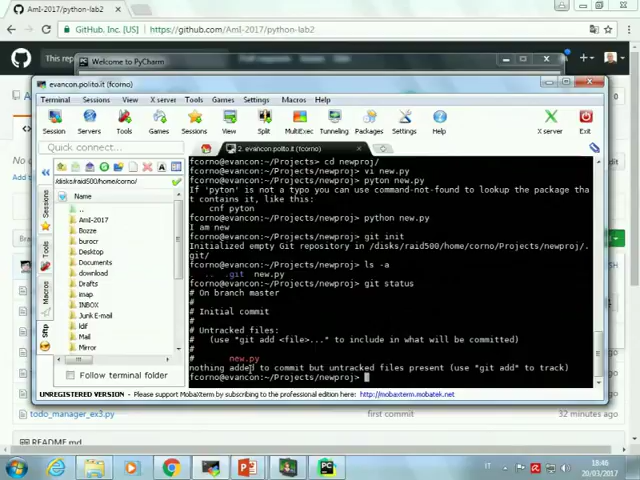 AmI-2017/python-lab2
GitHub, Inc. [US] https://github.com/AmI-2017/python-lab2
This rep
Welcome to PyCharm
evancon.polito.it (fcorno)
Terminal Sessions View X server Tools Games Settings Macros Help
Session Servers Tools Games View Split MultiExec Tunneling Packages Settings Help X server Exit
Quick connect...
2. evancon.polito.it (fcorno)
/disks/raid500/home/corno/
Name
..
AmI-2017
Bozze
burocr
Desktop
Documents
download
Drafts
imap
INBOX
Junk E-mail
ldif
Mail
Mirror
Sessions
Tools
Macros
Sftp
Follow terminal folder
fcorno@evancon:~/Projects> cd newproj/
fcorno@evancon:~/Projects/newproj> vi new.py
fcorno@evancon:~/Projects/newproj> pyton new.py
If 'pyton' is not a typo you can use command-not-found to lookup the package tha
t contains it, like this:
cnf pyton
fcorno@evancon:~/Projects/newproj> python new.py
I am new
fcorno@evancon:~/Projects/newproj> git init
Initialized empty Git repository in /disks/raid500/home/corno/Projects/newproj/.
git/
fcorno@evancon:~/Projects/newproj> ls -a
. .. .git new.py
fcorno@evancon:~/Projects/newproj> git status
# On branch master
#
# Initial commit
#
# Untracked files:
# (use "git add <file>..." to include in what will be committed)
#
# new.py
nothing added to commit but untracked files present (use "git add" to track)
fcorno@evancon:~/Projects/newproj>
UNREGISTERED VERSION - Please support MobaXterm by subscribing to the professional edition here: http://mobaxterm.mobatek.net
todo_manager_ex3.py first commit 32 minutes ago
README.md
IT
18:46
20/03/2017